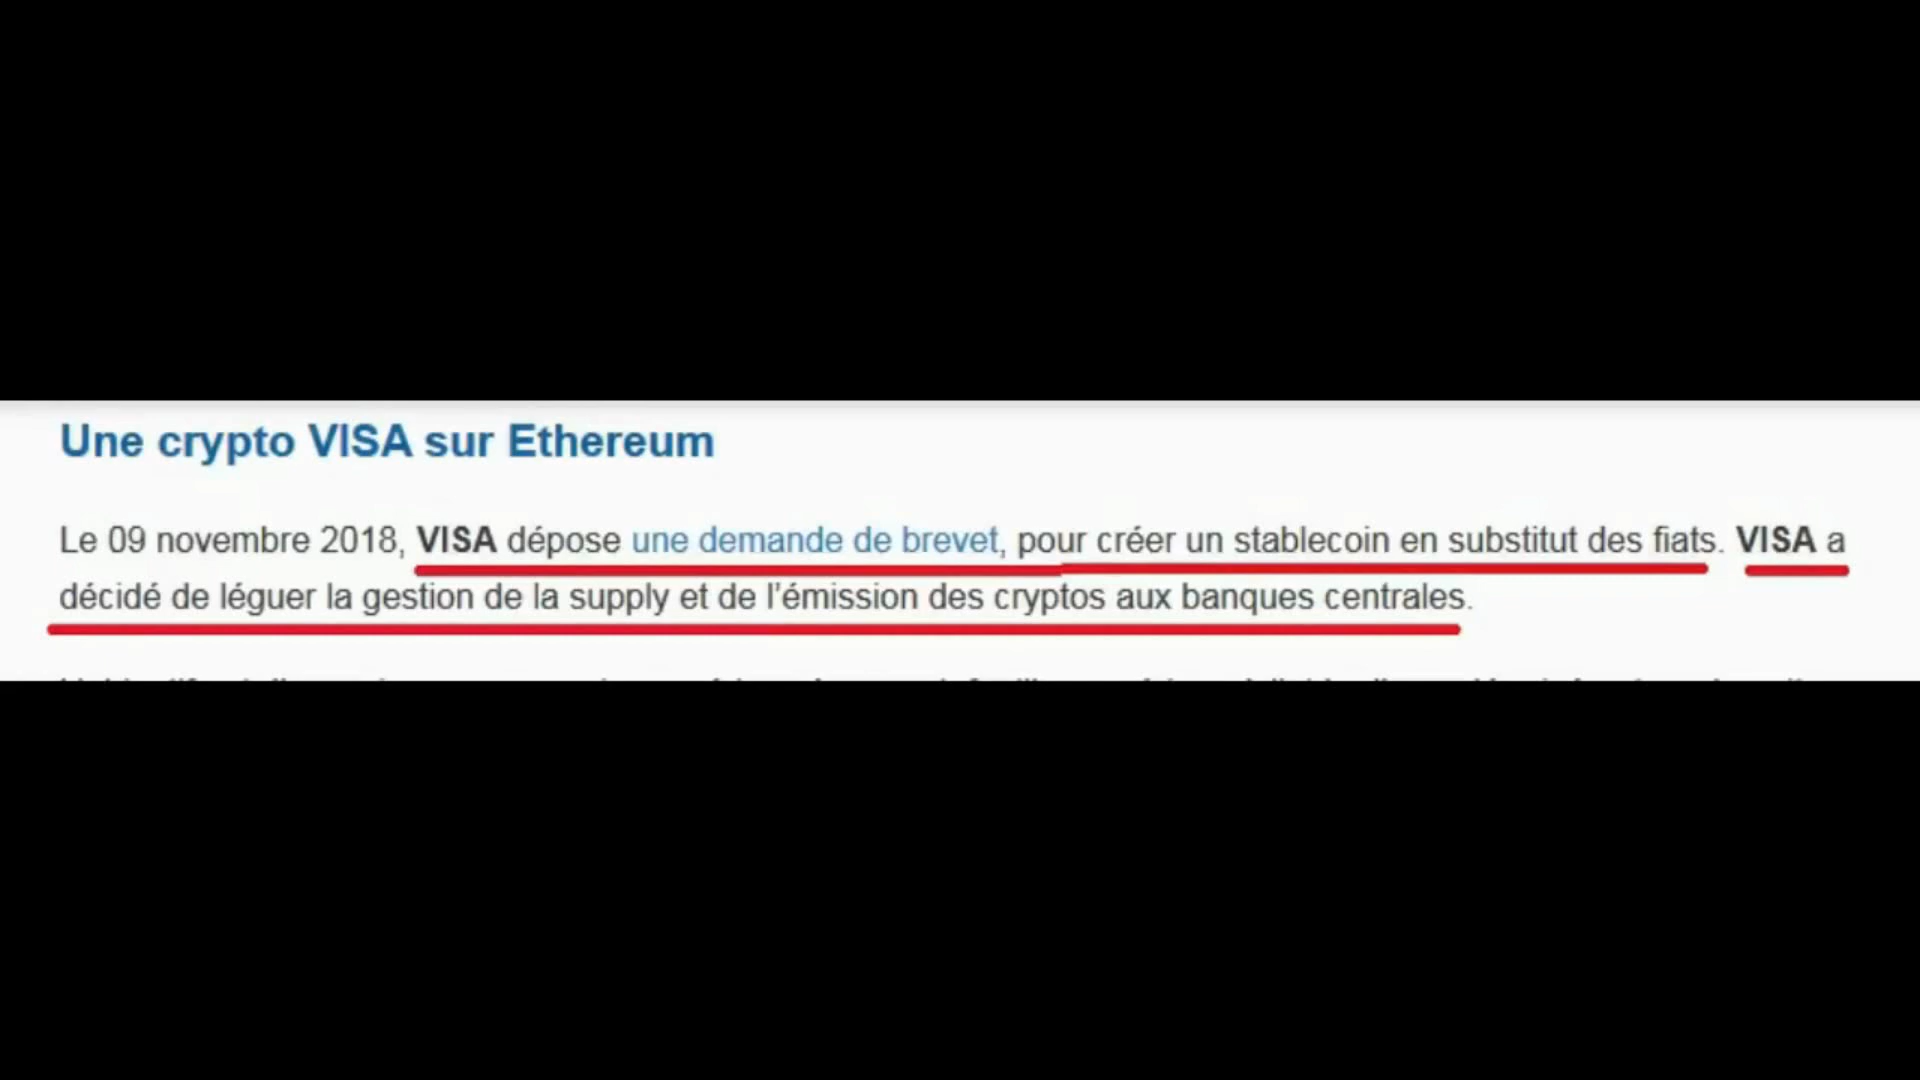 Une crypto VISA sur Ethereum
Le 09 novembre 2018, VISA dépose une demande de brevet, pour créer un stablecoin en substitut des fiats. VISA a
décidé de léguer la gestion de la supply et de l'émission des cryptos aux banques centrales.